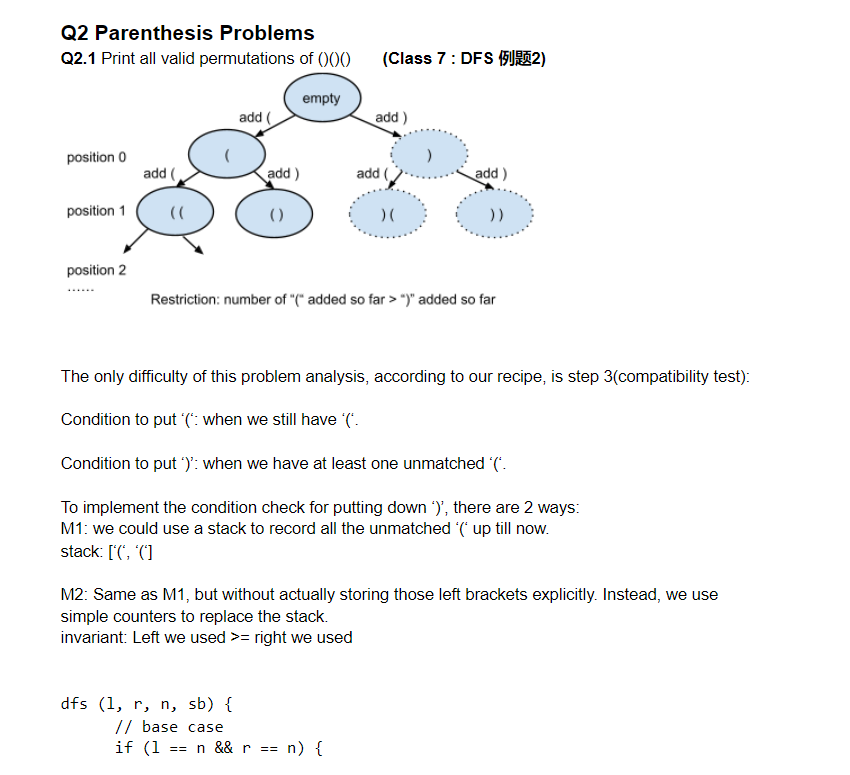 Q2 Parenthesis Problems
Q2.1 Print all valid permutations of ()()() (Class 7 : DFS 例题2)
empty
add ( add )
position 0 ( )
add ( add ) add ( add )
position 1 (( () )( ))
position 2
......
Restriction: number of "(" added so far > ")" added so far
The only difficulty of this problem analysis, according to our recipe, is step 3(compatibility test):
Condition to put ‘(‘: when we still have ‘(‘.
Condition to put ‘)’: when we have at least one unmatched ‘(‘.
To implement the condition check for putting down ‘)’, there are 2 ways:
M1: we could use a stack to record all the unmatched ‘(‘ up till now.
stack: [‘(‘, ‘(‘]
M2: Same as M1, but without actually storing those left brackets explicitly. Instead, we use
simple counters to replace the stack.
invariant: Left we used >= right we used
dfs (l, r, n, sb) {
// base case
if (l == n && r == n) {